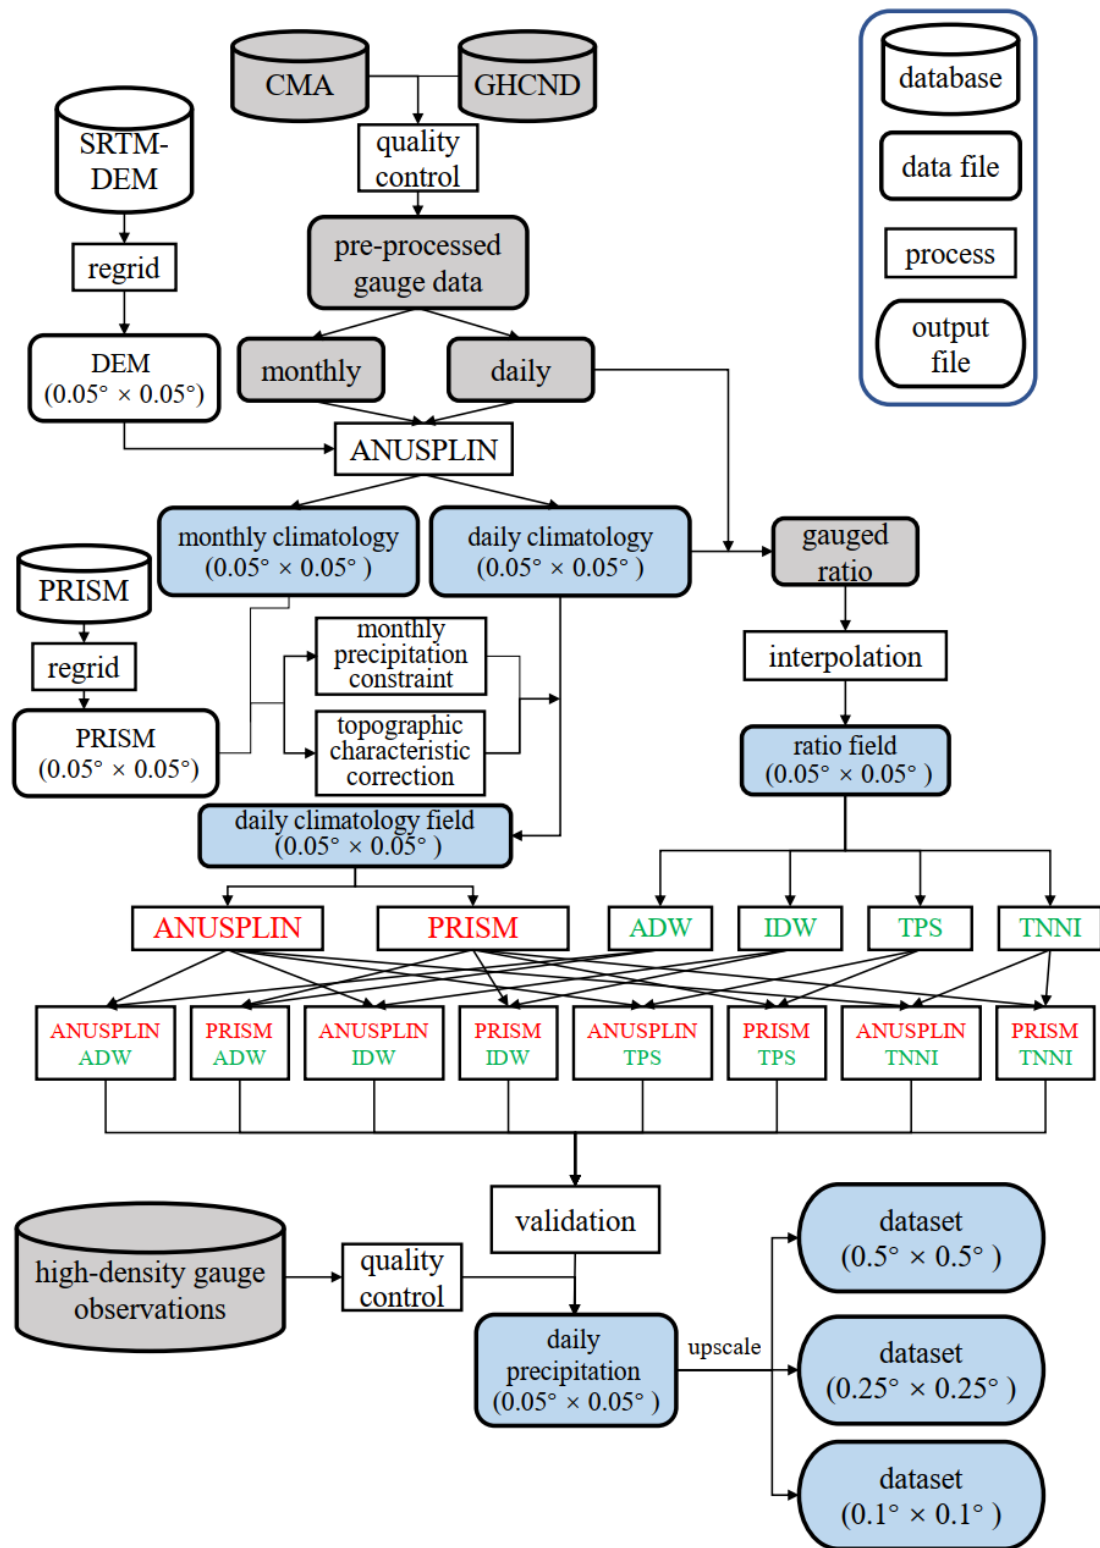 CMA
GHCND
database
SRTM-
DEM
quality
control
data file
pre-processed
gauge data
regrid
process
output
file
DEM
(0.05° × 0.05°)
monthly
daily
ANUSPLIN
monthly climatology
(0.05° × 0.05° )
daily climatology
(0.05° × 0.05° )
gauged
ratio
PRISM
regrid
monthly
precipitation
constraint
interpolation
PRISM
(0.05° × 0.05°)
topographic
characteristic
correction
ratio field
(0.05° × 0.05° )
daily climatology field
(0.05° × 0.05° )
ANUSPLIN
PRISM
ADW
IDW
TPS
TNNI
ANUSPLIN
ADW
PRISM
ADW
ANUSPLIN
IDW
PRISM
IDW
ANUSPLIN
TPS
PRISM
TPS
ANUSPLIN
TNNI
PRISM
TNNI
validation
high-density gauge
observations
quality
control
daily
precipitation
(0.05° × 0.05° )
upscale
dataset
(0.5° × 0.5° )
dataset
(0.25° × 0.25° )
dataset
(0.1° × 0.1° )